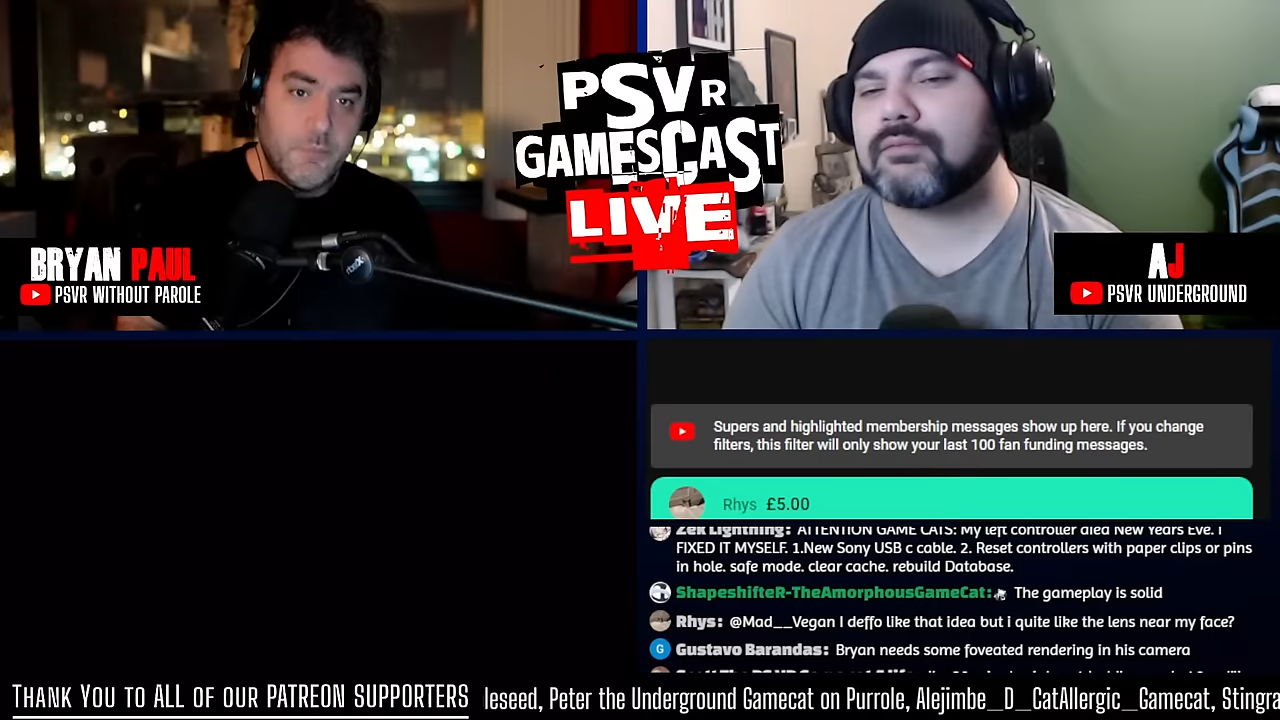 PSVR
GAMESCAST
LIVE
BRYAN PAUL
PSVR WITHOUT PAROLE
AJ
PSVR UNDERGROUND
Supers and highlighted membership messages show up here. If you change
filters, this filter will only show your last 100 fan funding messages.
Rhys £5.00
Zek Lightning: ATTENTION GAME CATS: My left controller died New Years Eve. I
FIXED IT MYSELF. 1.New Sony USB c cable. 2. Reset controllers with paper clips or pins
in hole. safe mode. clear cache. rebuild Database.
ShapeshifteR-TheAmorphousGameCat: The gameplay is solid
Rhys: @Mad__Vegan I deffo like that idea but i quite like the lens near my face?
G Gustavo Barandas: Bryan needs some foveated rendering in his camera
THANK YOU TO ALL OF OUR PATREON SUPPORTERS
leseed, Peter the Underground Gamecat on Purrole, Alejimbe_D_CatAllergic_Gamecat, Stingra